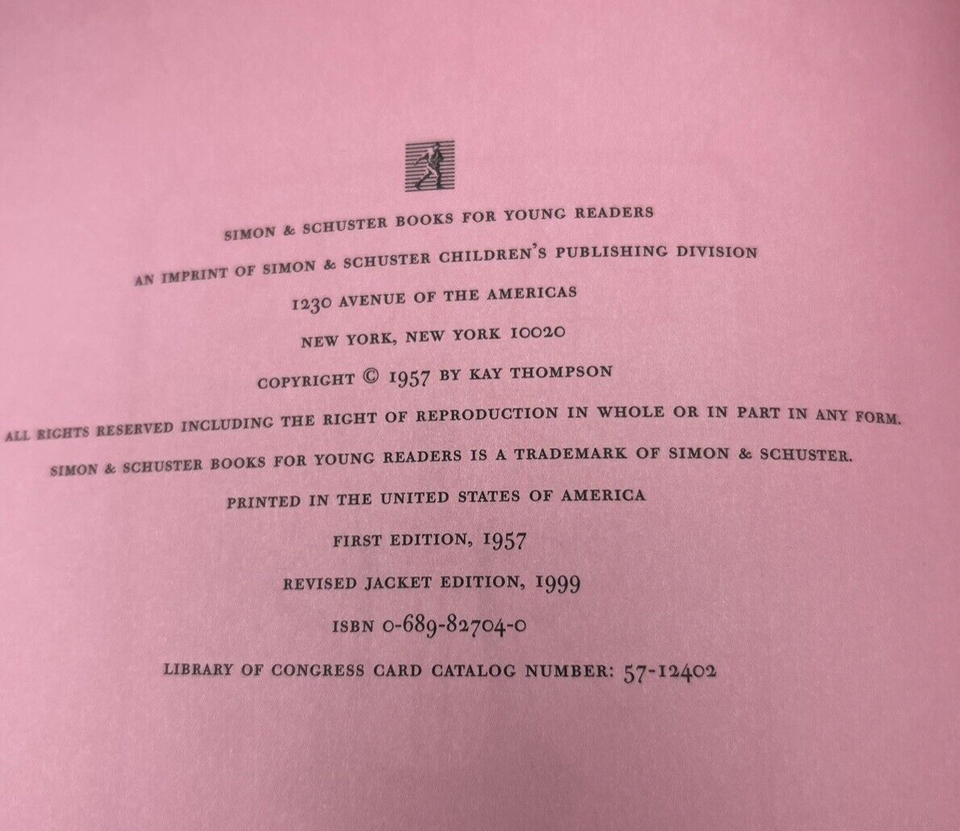 SIMON & SCHUSTER BOOKS FOR YOUNG READERS
AN IMPRINT OF SIMON & SCHUSTER CHILDREN'S PUBLISHING DIVISION
1230 AVENUE OF THE AMERICAS
NEW YORK, NEW YORK 10020
COPYRIGHT © 1957 BY KAY THOMPSON
ALL RIGHTS RESERVED INCLUDING THE RIGHT OF REPRODUCTION IN WHOLE OR IN PART IN ANY FORM.
SIMON & SCHUSTER BOOKS FOR YOUNG READERS IS A TRADEMARK OF SIMON & SCHUSTER.
PRINTED IN THE UNITED STATES OF AMERICA
FIRST EDITION, 1957
REVISED JACKET EDITION, 1999
ISBN 0-689-82704-0
LIBRARY OF CONGRESS CARD CATALOG NUMBER: 57-12402